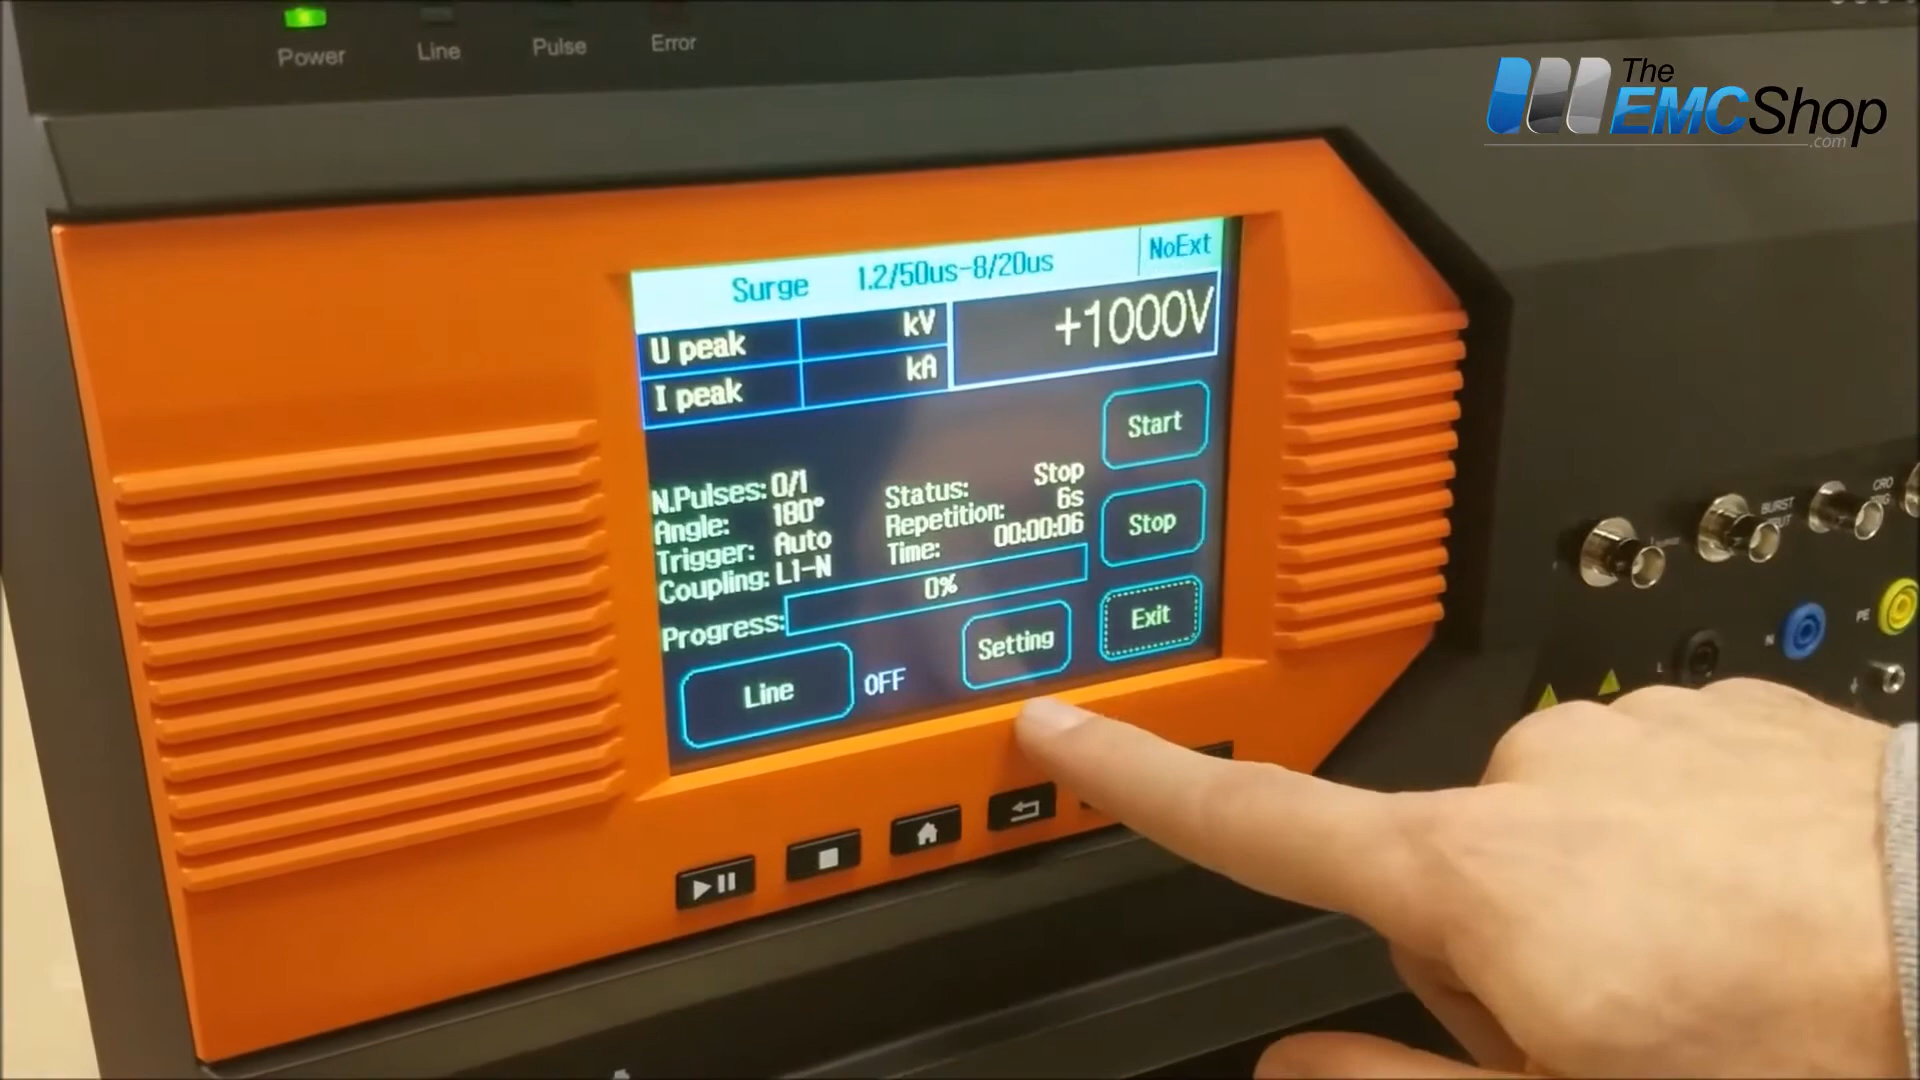 Power Line Pulse Error
The
EMCShop
.com
Surge 1.2/50us-8/20us NoExt
U peak kV
+1000V
I peak kA
Start
N.Pulses: 0/1 Status: Stop
Angle: 180° Repetition: 6s
Trigger: Auto Time: 00:00:06
Coupling: L1-N
Stop
Progress: 0%
Line OFF Setting Exit
BURST
CRO
L N PE